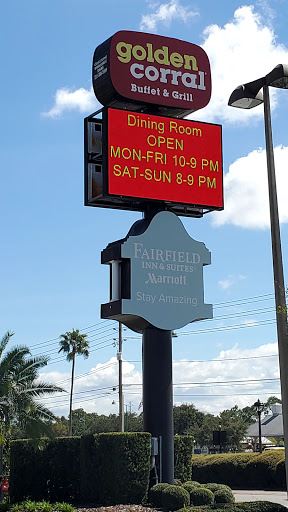 golden
corral
Buffet & Grill
Dining Room
OPEN
MON-FRI 10-9 PM
SAT-SUN 8-9 PM
FAIRFIELD
INN & SUITES
Marriott
Stay Amazing